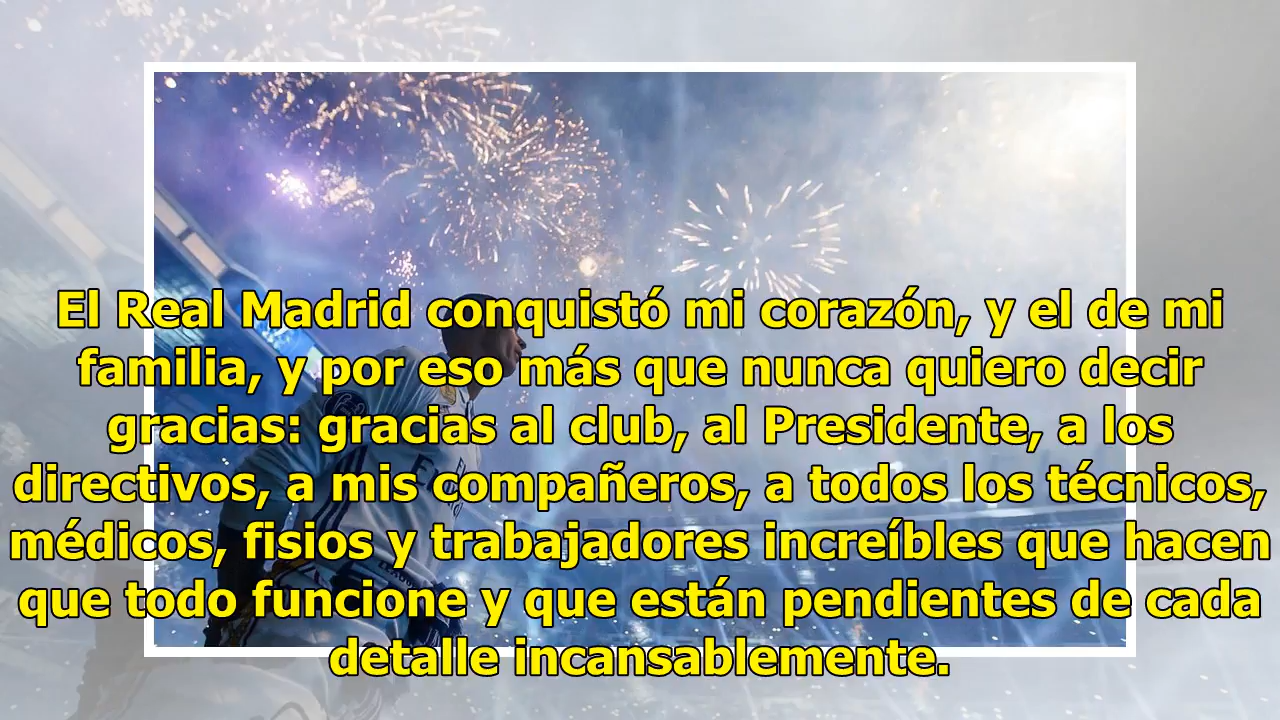 El Real Madrid conquistó mi corazón, y el de mi
familia, y por eso más que nunca quiero decir
gracias: gracias al club, al Presidente, a los
directivos, a mis compañeros, a todos los técnicos,
médicos, fisios y trabajadores increíbles que hacen
que todo funcione y que están pendientes de cada
detalle incansablemente.